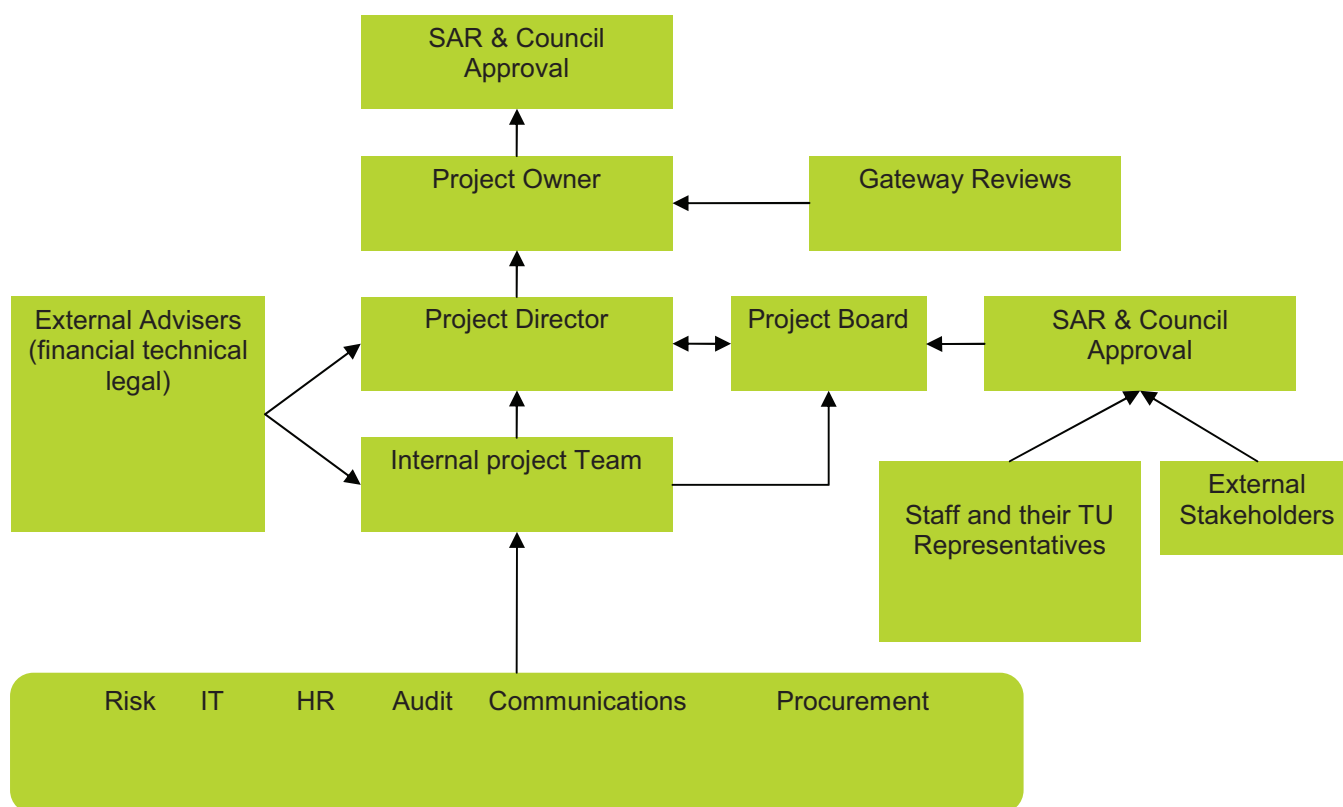 SAR & Council
Approval
Project Owner
Gateway Reviews
External Advisers
(financial technical
legal)
Project Director
Project Board
SAR & Council
Approval
Internal project Team
Staff and their TU
Representatives
External
Stakeholders
Risk IT HR Audit Communications Procurement